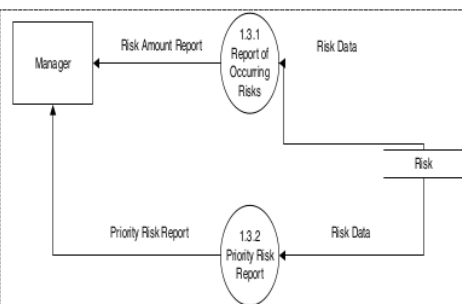 Manager
Risk Amount Report
1.3.1
Report of
Occurring
Risks
Risk Data
Risk
Priority Risk Report
1.3.2
Priority Risk
Report
Risk Data